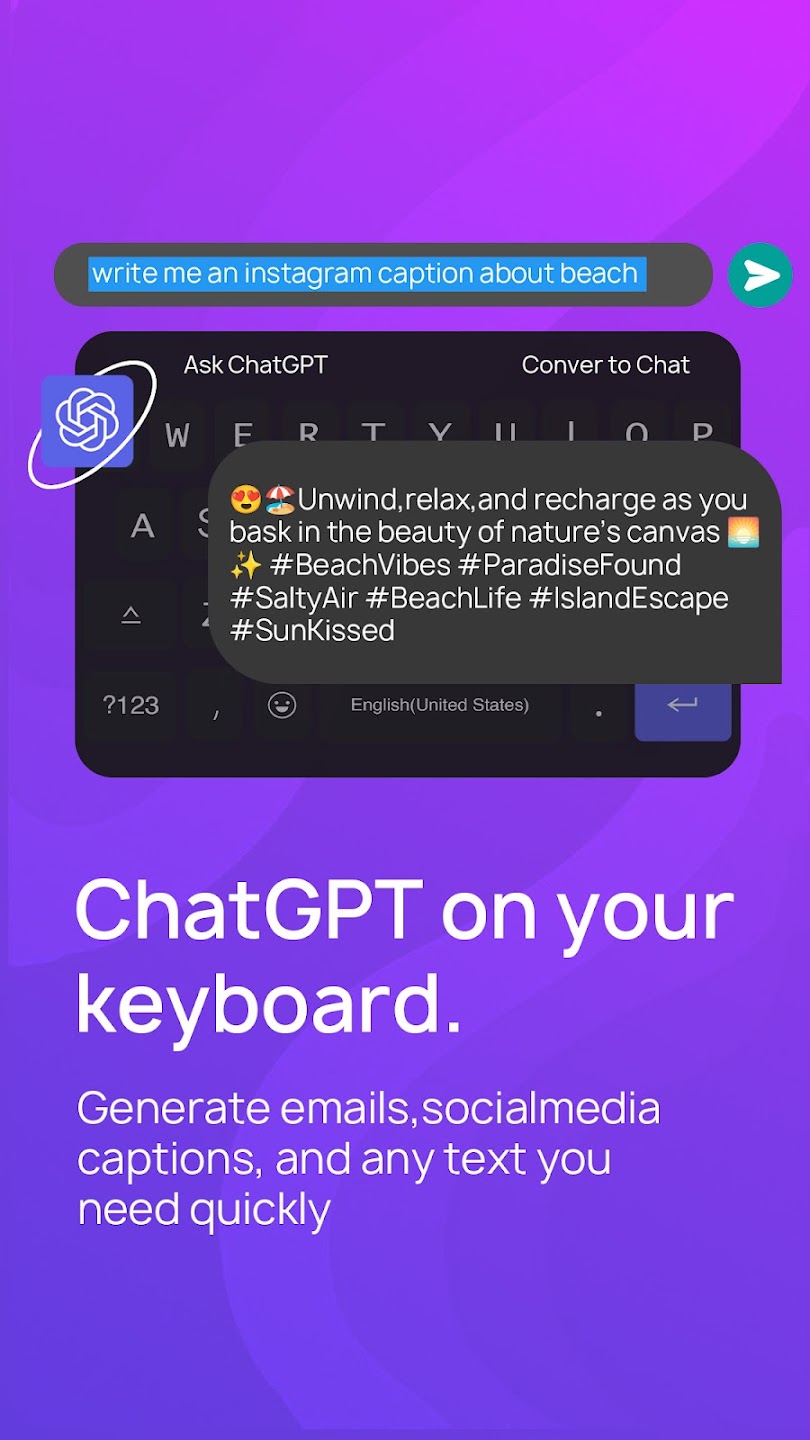 write me an instagram caption about beach
Ask ChatGPT Conver to Chat
W E R T Y U I O P
😍🏖️Unwind,relax,and recharge as you
A S
bask in the beauty of nature's canvas 🌅
✨ #BeachVibes #ParadiseFound
#SaltyAir #BeachLife #IslandEscape
Z
#SunKissed
?123 , English(United States) .
ChatGPT on your
keyboard.
Generate emails,socialmedia
captions, and any text you
need quickly